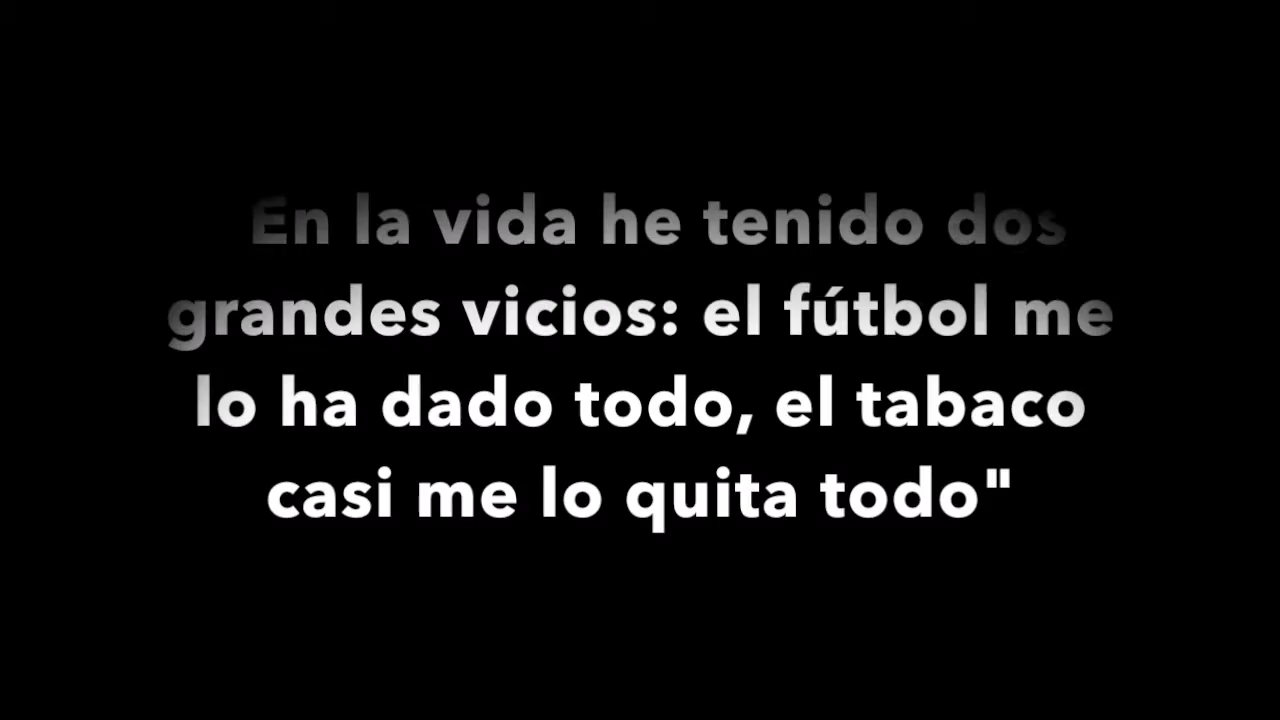 En la vida he tenido dos
grandes vicios: el fútbol me
lo ha dado todo, el tabaco
casi me lo quita todo"